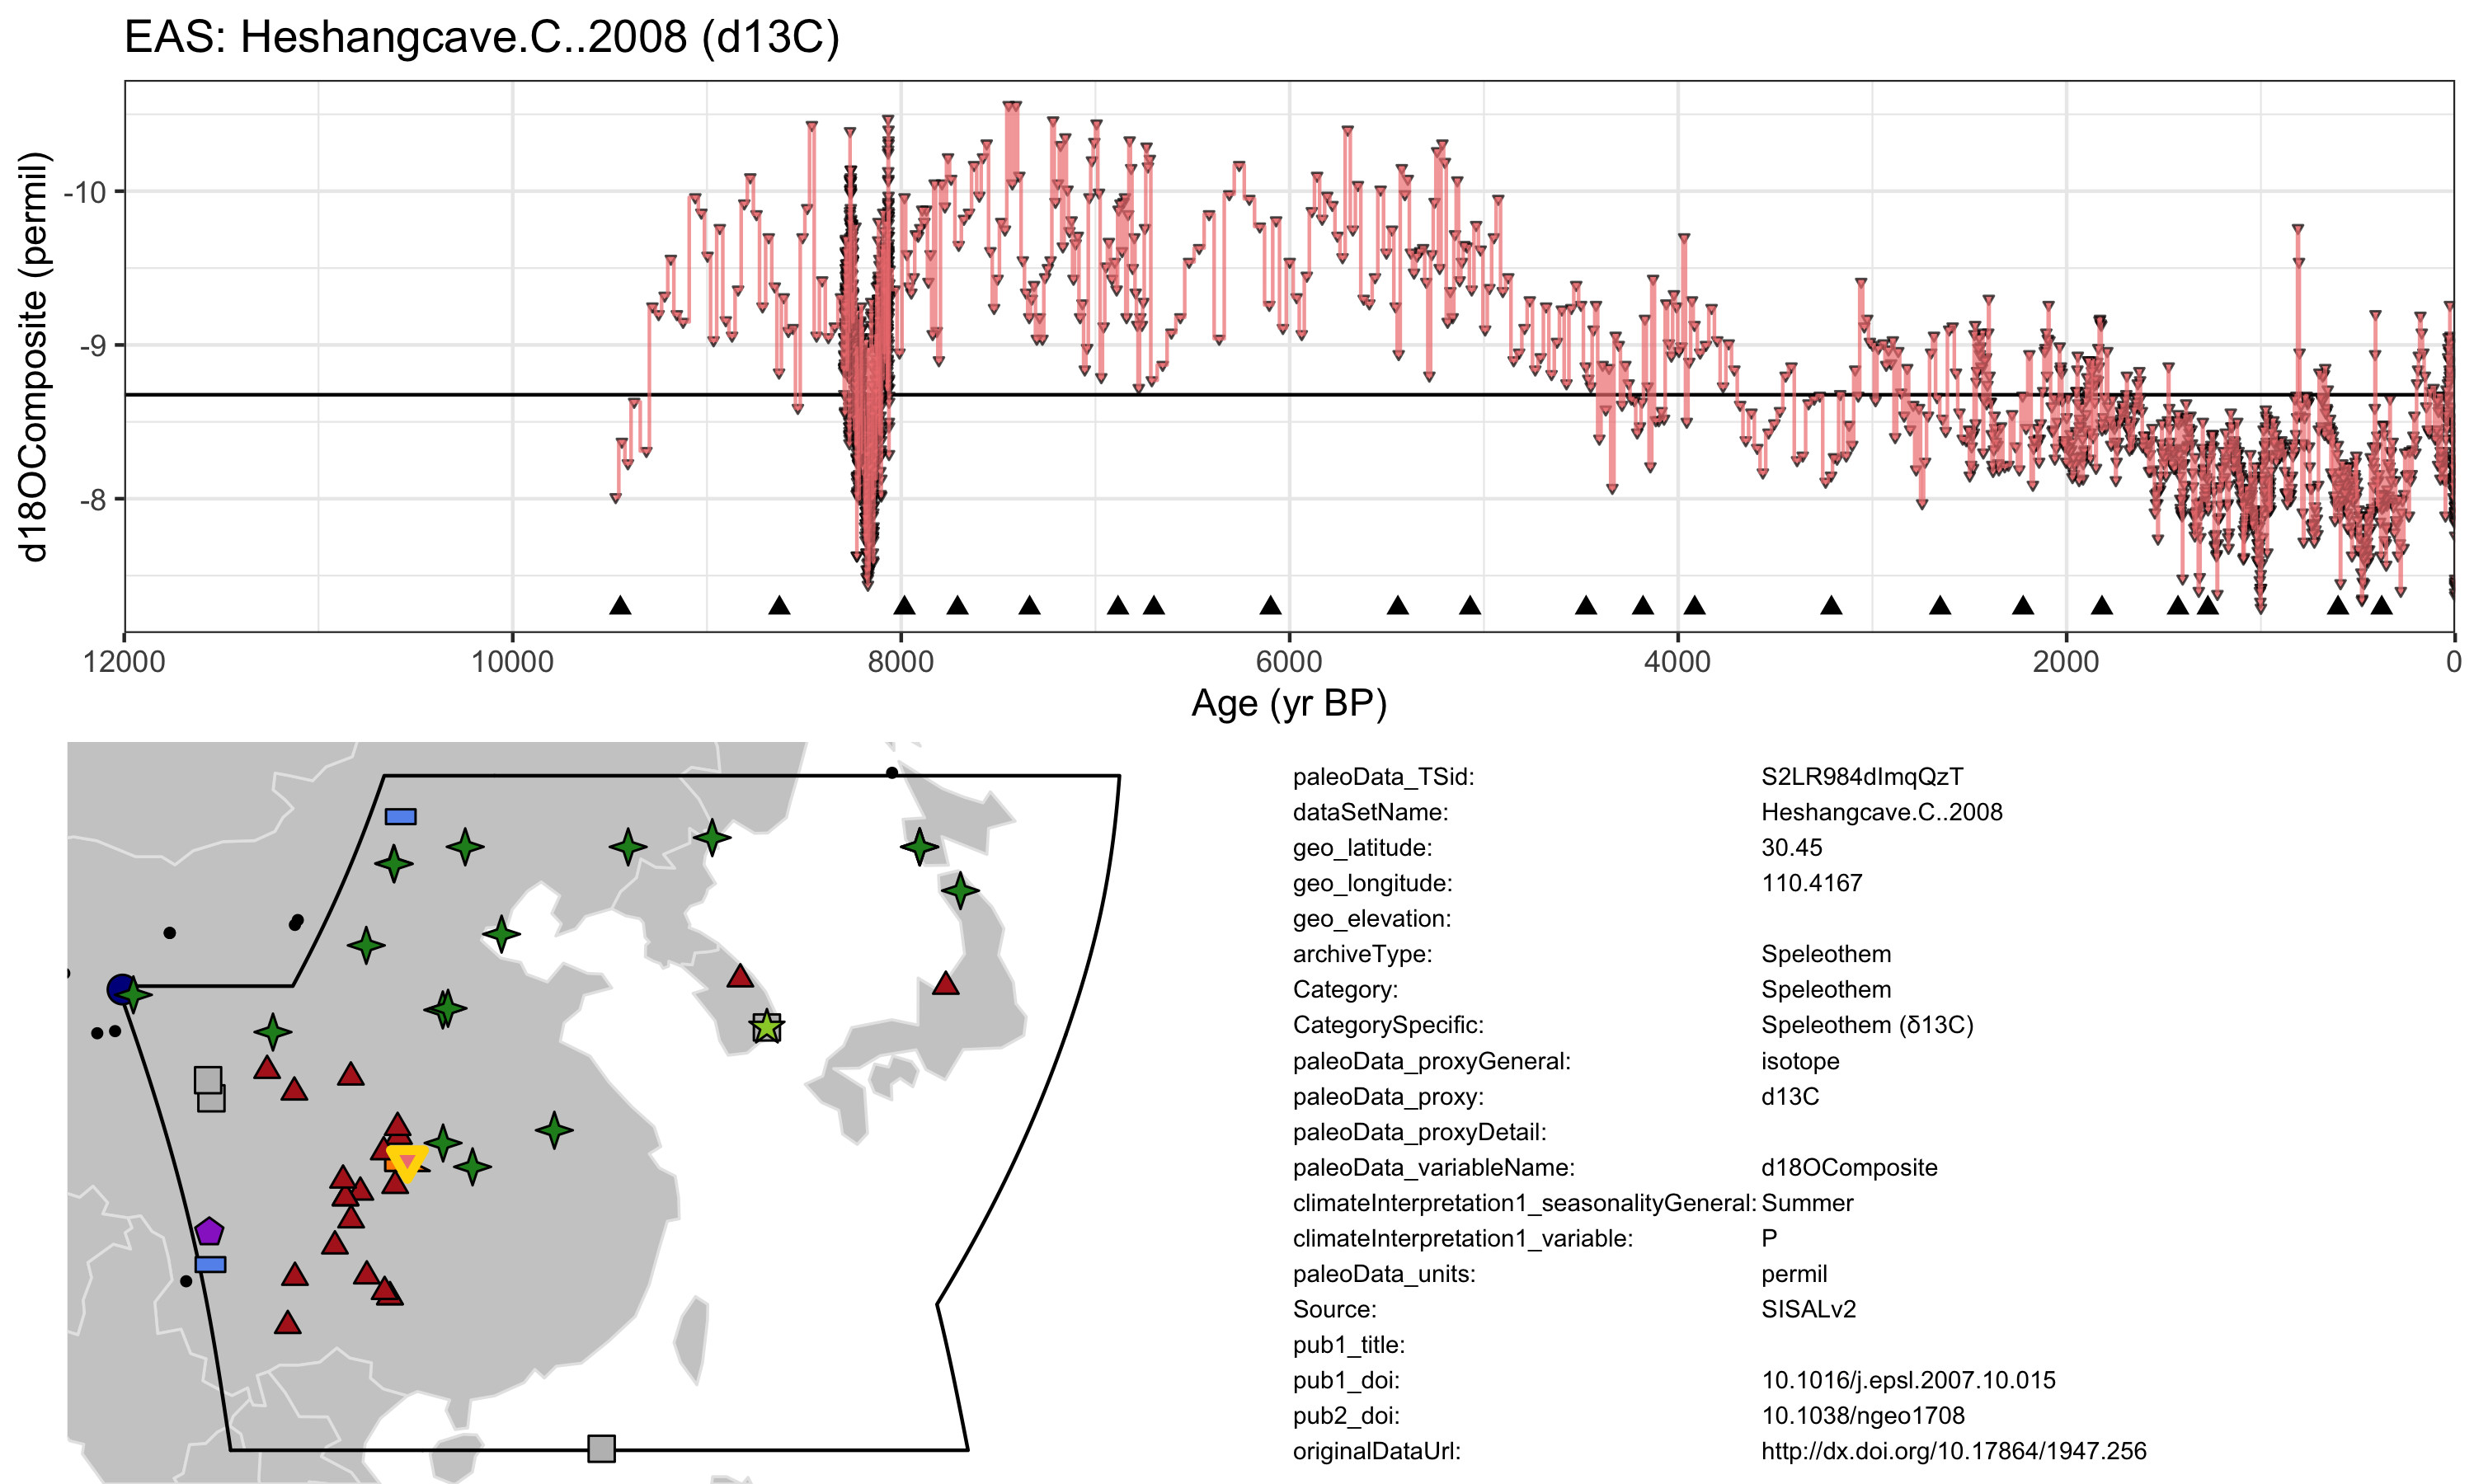 EAS: Heshangcave.C..2008 (d13C)
d18OComposite (permil)
-10
-9
-8
12000 10000 8000 6000 4000 2000 0
Age (yr BP)
paleoData_TSid: S2LR984dImqQzT
dataSetName: Heshangcave.C..2008
geo_latitude: 30.45
geo_longitude: 110.4167
geo_elevation:
archiveType: Speleothem
Category: Speleothem
CategorySpecific: Speleothem (δ13C)
paleoData_proxyGeneral: isotope
paleoData_proxy: d13C
paleoData_proxyDetail:
paleoData_variableName: d18OComposite
climateInterpretation1_seasonalityGeneral: Summer
climateInterpretation1_variable: P
paleoData_units: permil
Source: SISALv2
pub1_title:
pub1_doi: 10.1016/j.epsl.2007.10.015
pub2_doi: 10.1038/ngeo1708
originalDataUrl: http://dx.doi.org/10.17864/1947.256